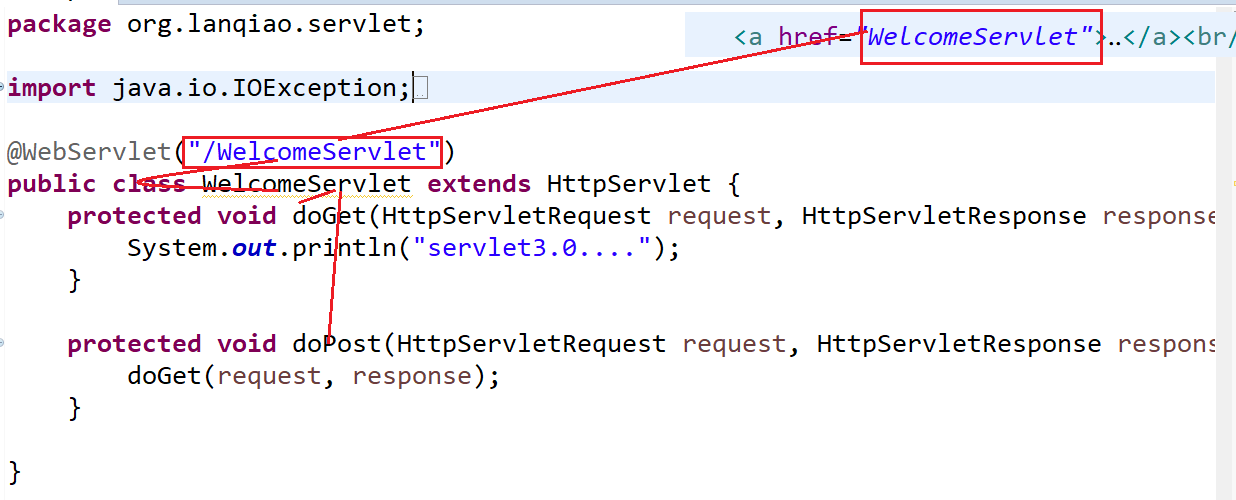 package org.lanqiao.servlet;
<a href="WelcomeServlet">..</a><br/
import java.io.IOException;
@WebServlet("/WelcomeServlet")
public class WelcomeServlet extends HttpServlet {
protected void doGet(HttpServletRequest request, HttpServletResponse response
System.out.println("servlet3.0....");
}
protected void doPost(HttpServletRequest request, HttpServletResponse respons
doGet(request, response);
}
}